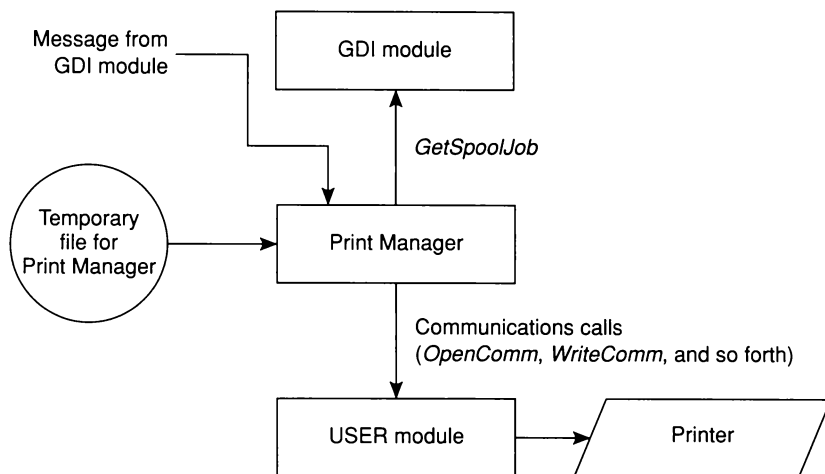 Message from
GDI module
GDI module
GetSpoolJob
Temporary
file for
Print Manager
Print Manager
Communications calls
(OpenComm, WriteComm, and so forth)
USER module
Printer